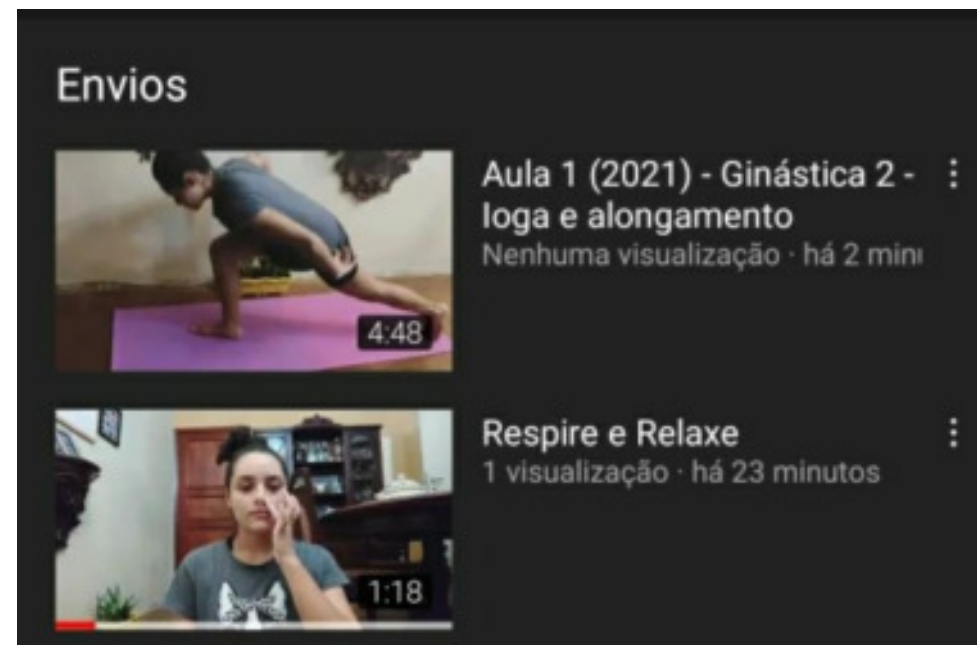 Envios
Aula 1 (2021) - Ginástica 2 -
Ioga e alongamento
Nenhuma visualização · há 2 minu
4:48
Respire e Relaxe
1 visualização · há 23 minutos
1:18